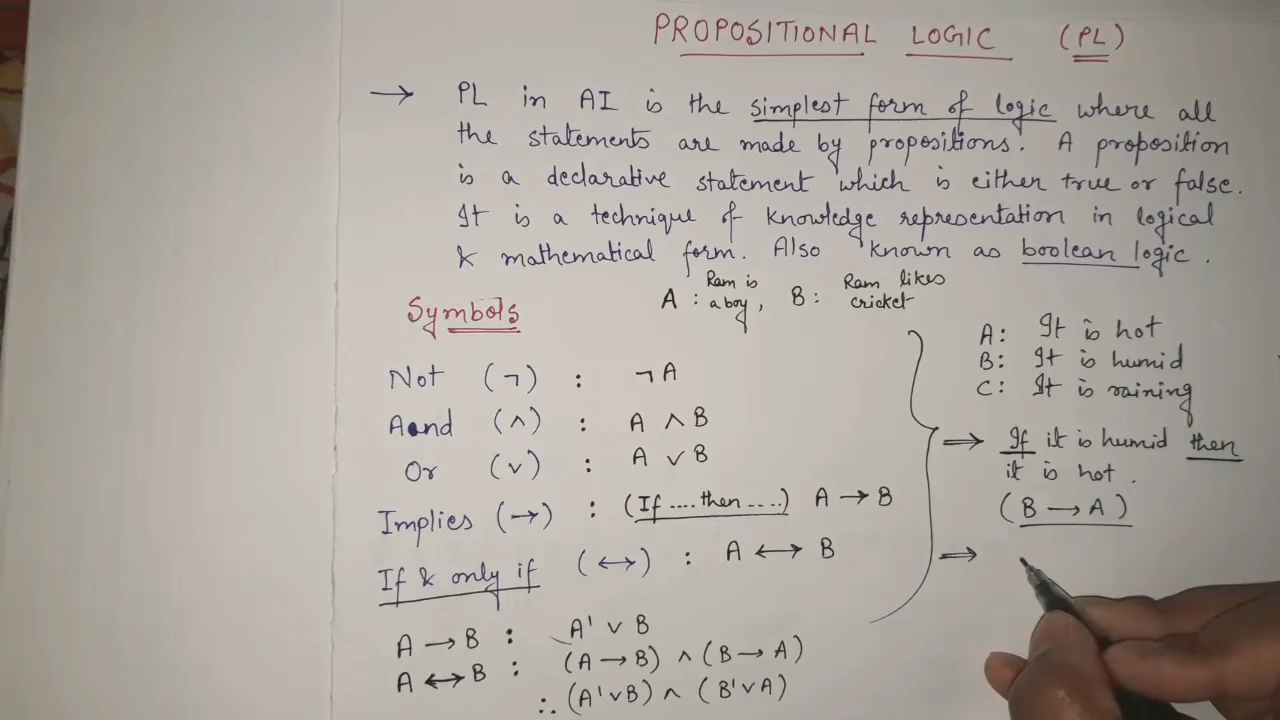 PROPOSITIONAL LOGIC (PL)
→ PL in AI is the simplest form of logic where all
the statements are made by propositions. A proposition
is a declarative statement which is either true or false.
It is a technique of knowledge representation in logical
& mathematical form. Also known as boolean logic.
A : Ram is a boy, B : Ram likes cricket
Symbols
Not (¬) : ¬A
And (∧) : A ∧ B
Or (∨) : A ∨ B
Implies (→) : (If ....then .....) A → B
If & only if (↔) : A ↔ B
A → B : A' ∨ B
A ↔ B : (A → B) ∧ (B → A)
∴ (A' ∨ B) ∧ (B' ∨ A)
A: It is hot
B: It is humid
C: It is raining
⇒ If it is humid then
it is hot.
(B → A)
⇒